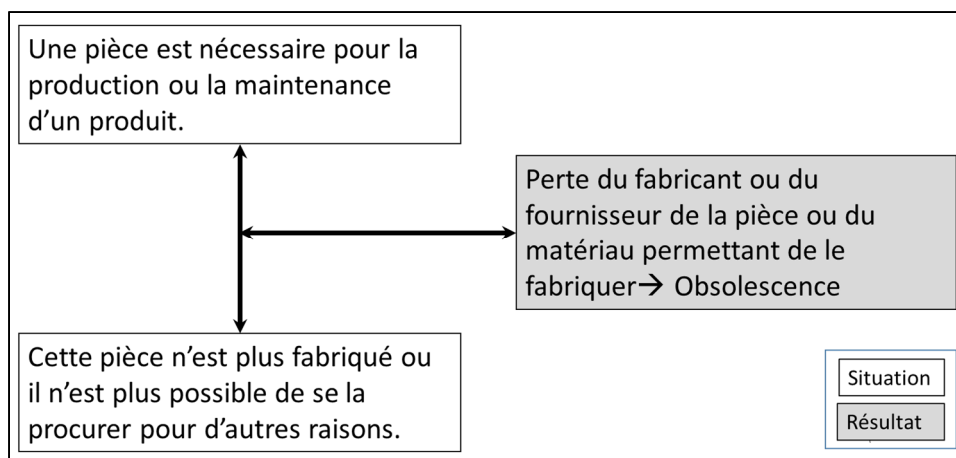 Une pièce est nécessaire pour la
production ou la maintenance
d’un produit.
Perte du fabricant ou du
fournisseur de la pièce ou du
matériau permettant de le
fabriquer→ Obsolescence
Cette pièce n’est plus fabriqué ou
il n’est plus possible de se la
procurer pour d’autres raisons.
Situation
Résultat